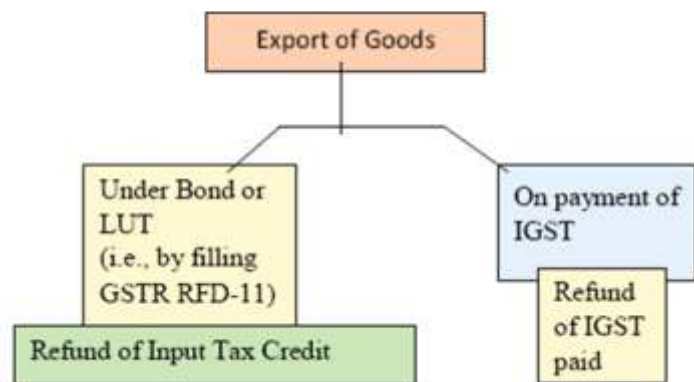 Export of Goods
Under Bond or
LUT
(i.e., by filling
GSTR RFD-11)
Refund of Input Tax Credit
On payment of
IGST
Refund
of IGST
paid